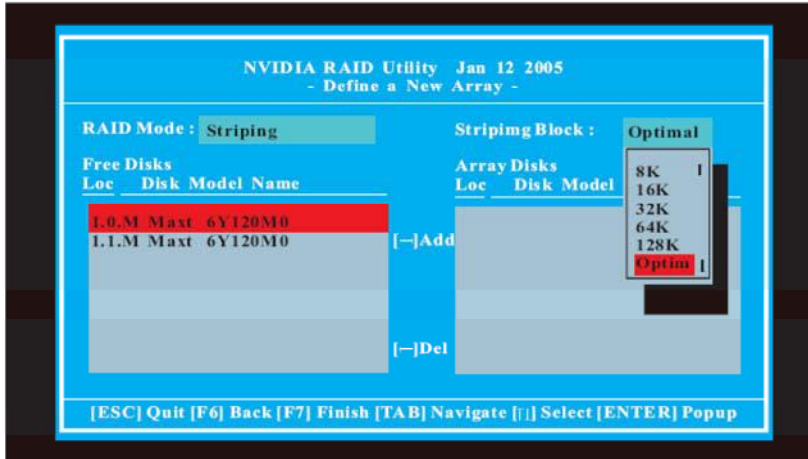 NVIDIA RAID Utility Jan 12 2005
- Define a New Array -
RAID Mode : Striping
Stripimg Block : Optimal
Free Disks
Loc Disk Model Name
Array Disks
Loc Disk Model
8K
16K
32K
64K
128K
Optim
1.0.M Maxt 6Y120M0
1.1.M Maxt 6Y120M0
[—]Add
[—]Del
[ESC] Quit [F6] Back [F7] Finish [TAB] Navigate [↑↓] Select [ENTER] Popup